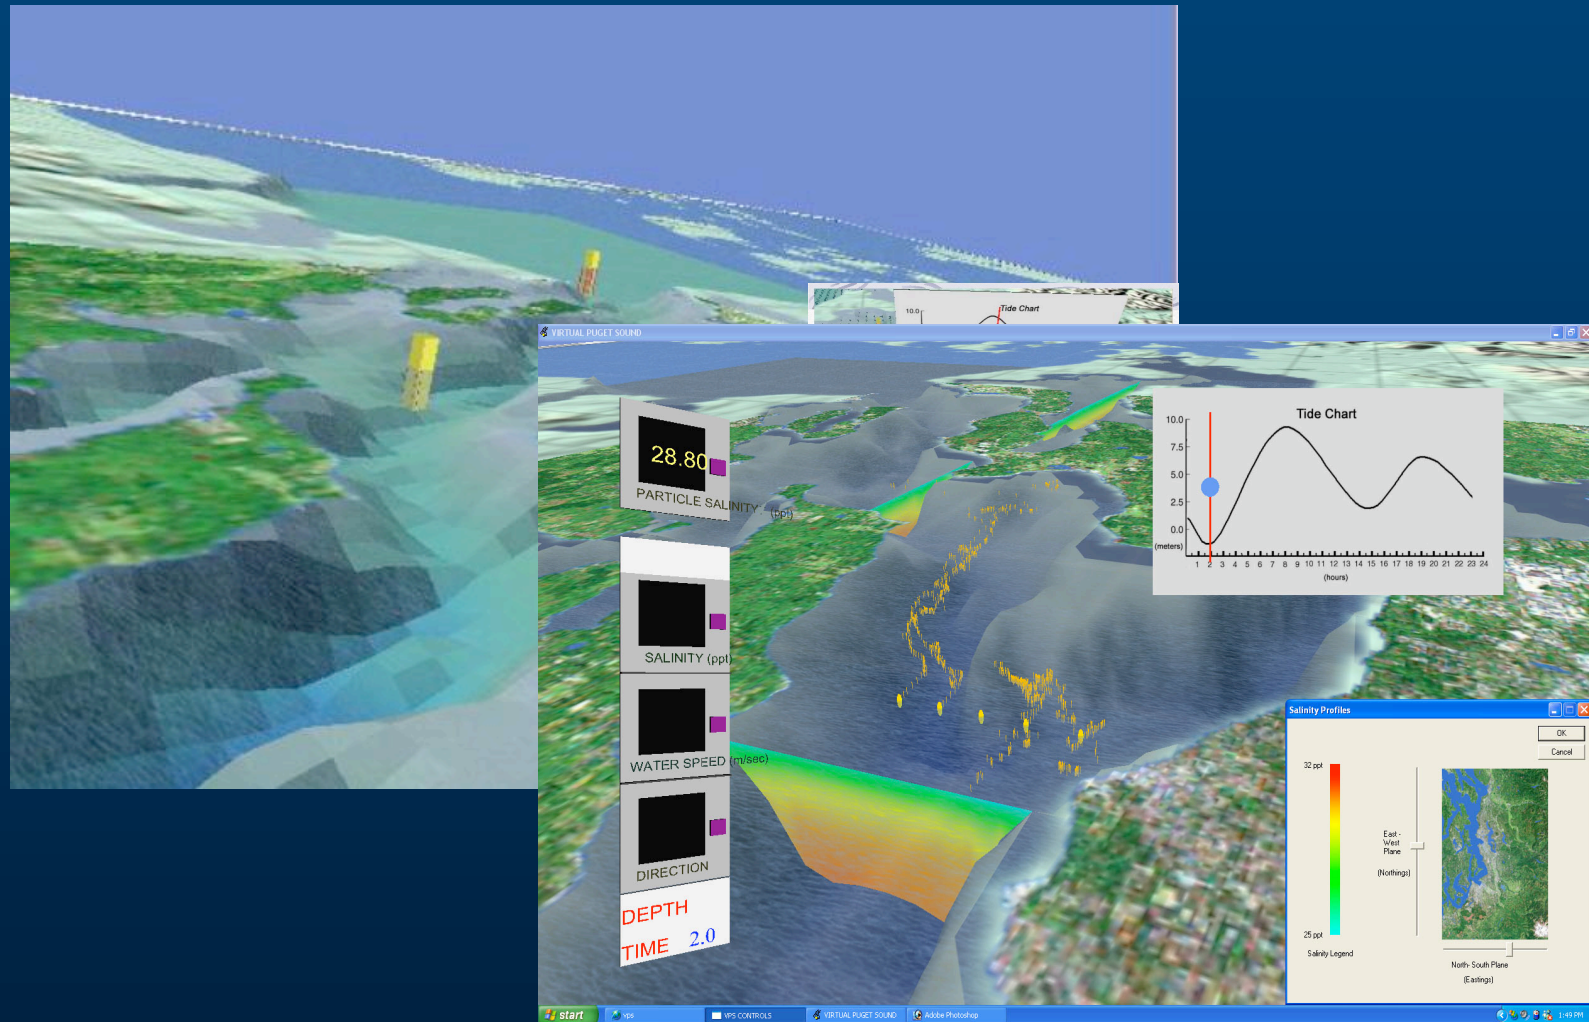 10.0
Tide Chart
VIRTUAL PUGET SOUND
28.80
PARTICLE SALINITY (ppt)
SALINITY (ppt)
WATER SPEED (m/sec)
DIRECTION
DEPTH
TIME 2.0
Tide Chart
10.0
7.5
5.0
2.5
0.0
(meters)
1 2 3 4 5 6 7 8 9 10 11 12 13 14 15 16 17 18 19 20 21 22 23 24
(hours)
Salinity Profiles
OK
Cancel
32 ppt
East -
West
Plane
(Northings)
25 ppt
Salinity Legend
North- South Plane
(Eastings)
start
vps
VPS CONTROLS
VIRTUAL PUGET SOUND
Adobe Photoshop
1:49 PM